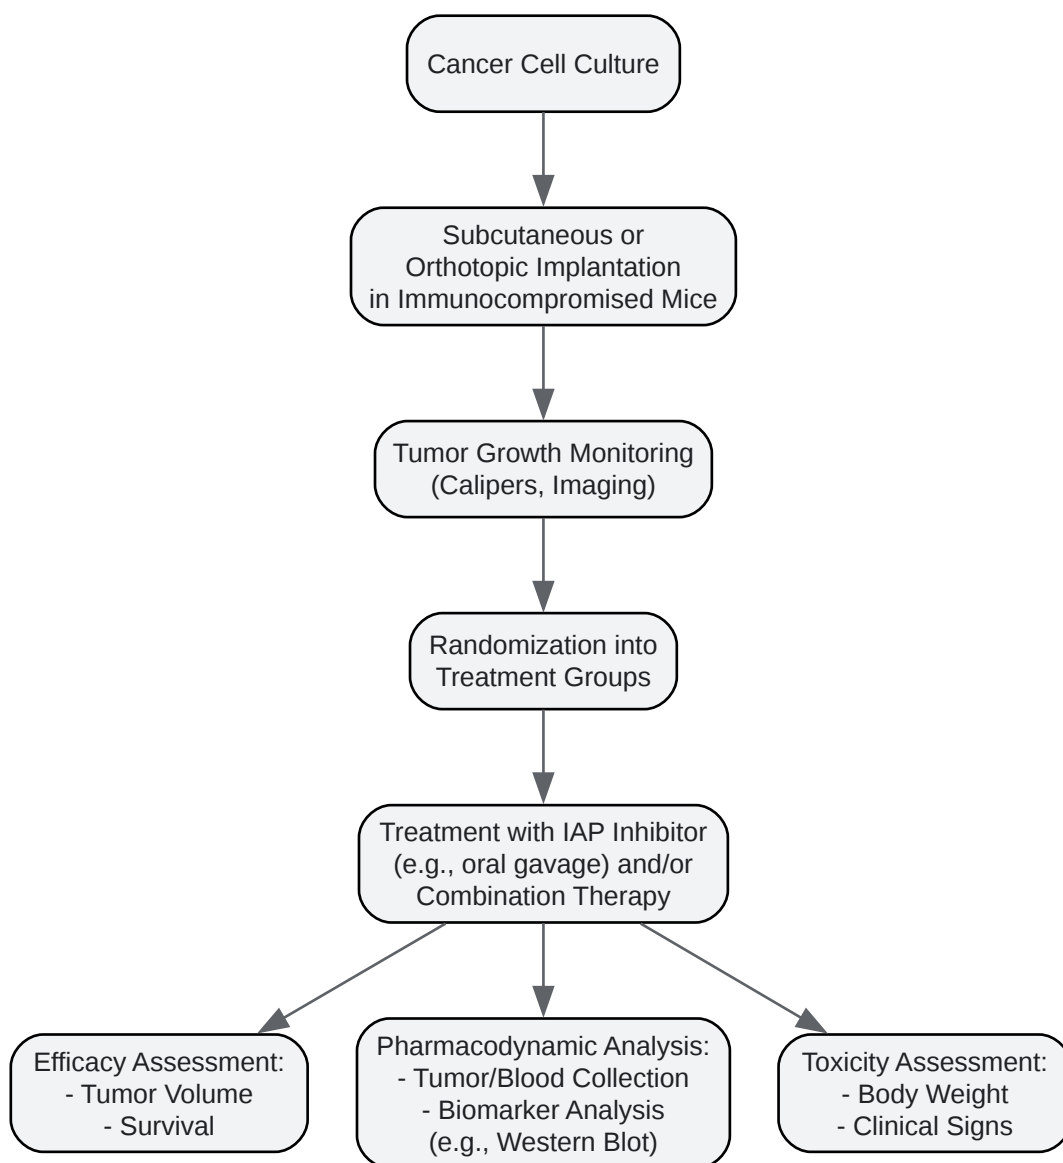 Cancer Cell Culture
Subcutaneous or
Orthotopic Implantation
in Immunocompromised Mice
Tumor Growth Monitoring
(Calipers, Imaging)
Randomization into
Treatment Groups
Treatment with IAP Inhibitor
(e.g., oral gavage) and/or
Combination Therapy
Efficacy Assessment:
- Tumor Volume
- Survival
Pharmacodynamic Analysis:
- Tumor/Blood Collection
- Biomarker Analysis
(e.g., Western Blot)
Toxicity Assessment:
- Body Weight
- Clinical Signs